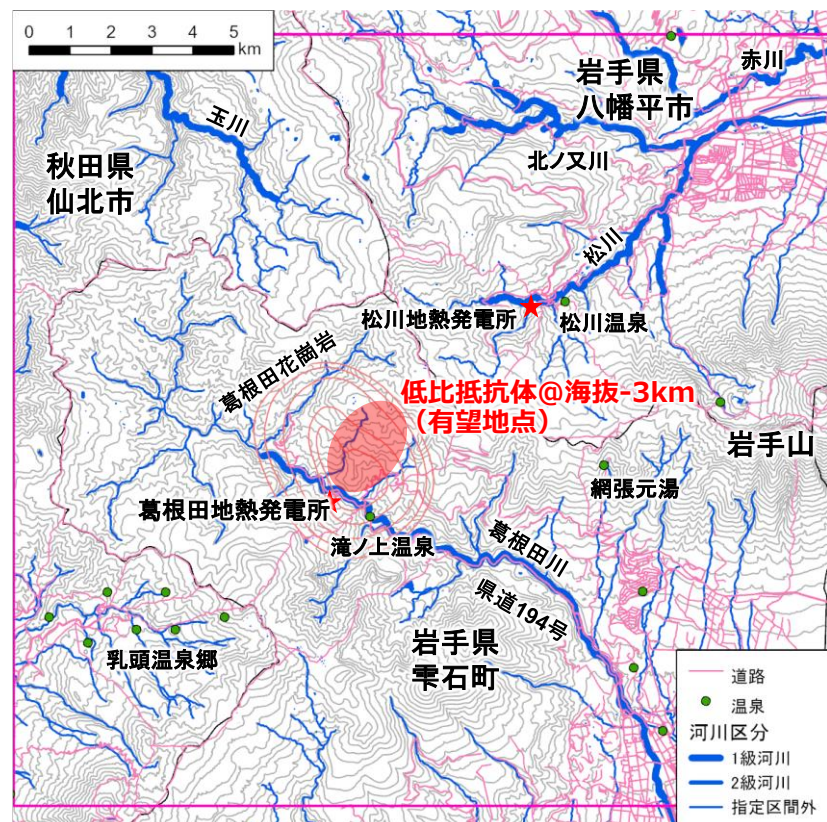 0 1 2 3 4 5
km
岩手県
八幡平市
赤川
玉川
北ノ又川
秋田県
仙北市
松川
松川地熱発電所
松川温泉
葛根田花崗岩
低比抵抗体@海抜-3km
（有望地点）
岩手山
網張元湯
葛根田地熱発電所
滝ノ上温泉
葛根田川
県道194号
岩手県
雫石町
乳頭温泉郷
道路
温泉
河川区分
1級河川
2級河川
指定区間外